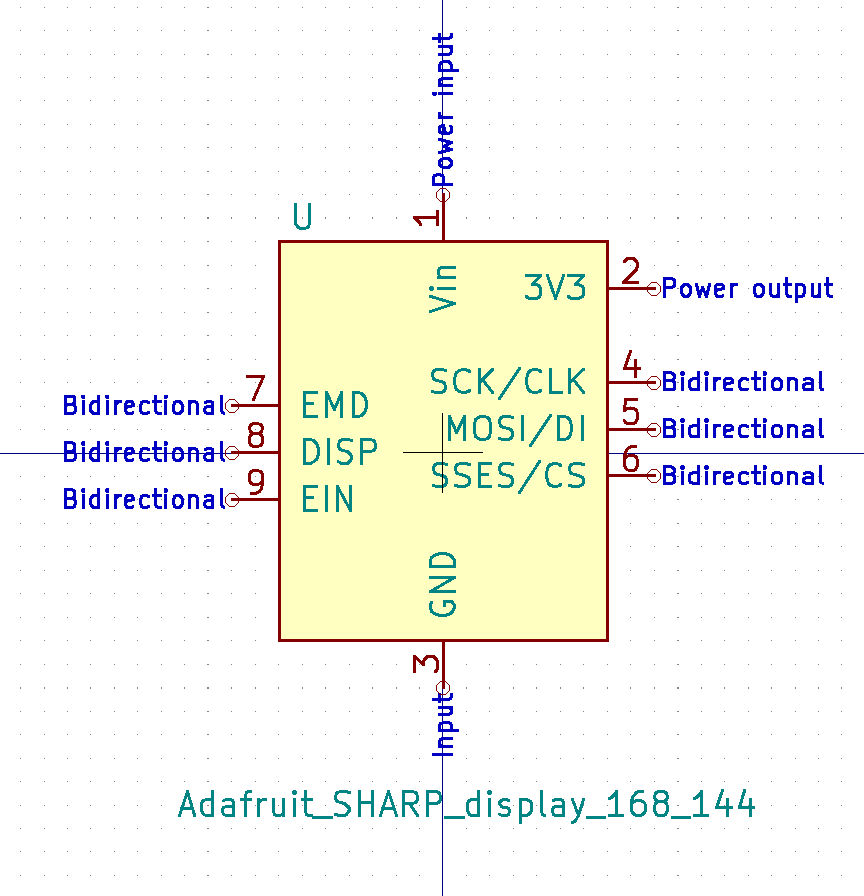 Power input
1
U
Vin
3V3
2
Power output
SCK/CLK
4
Bidirectional
Bidirectional
7
EMD
MOSI/DI
5
Bidirectional
Bidirectional
8
DISP
SSES/CS
6
Bidirectional
Bidirectional
9
EIN
GND
3
Input
Adafruit_SHARP_display_168_144